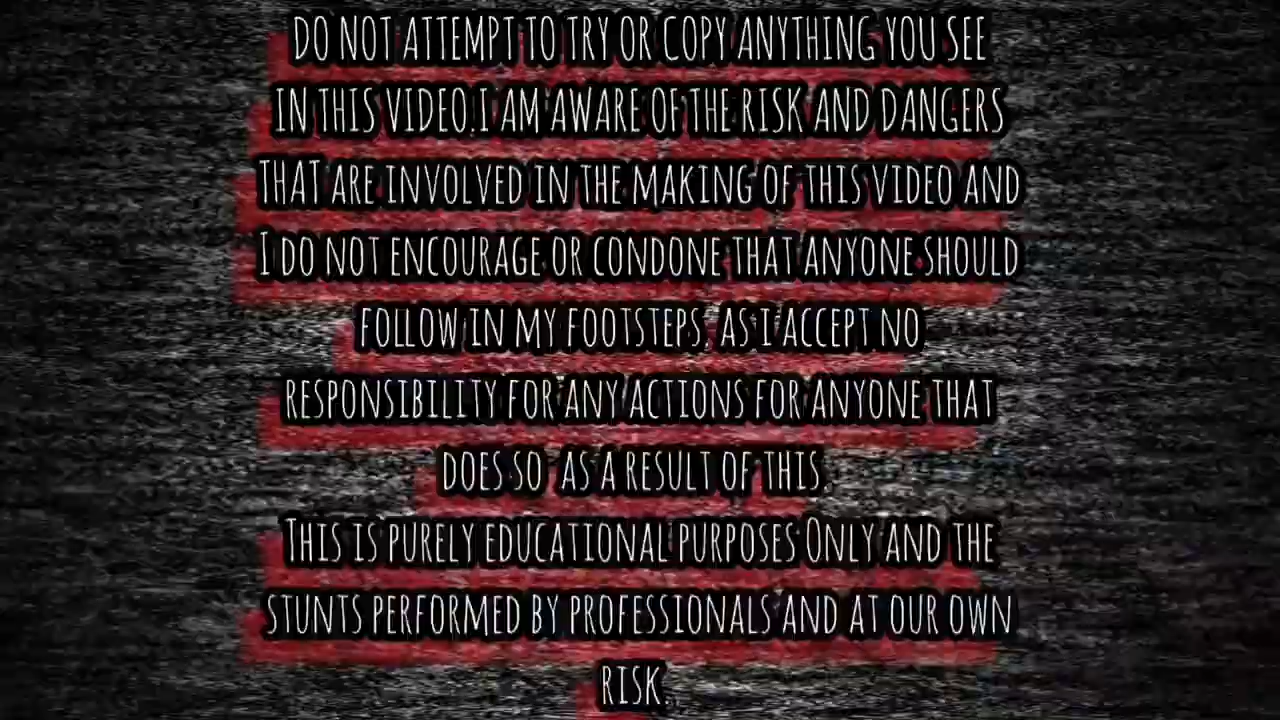 DO NOT ATTEMPT TO TRY OR COPY ANYTHING YOU SEE
IN THIS VIDEO,I AM AWARE OF THE RISK AND DANGERS
THAT ARE INVOLVED IN THE MAKING OF THIS VIDEO AND
I DO NOT ENCOURAGE OR CONDONE THAT ANYONE SHOULD
FOLLOW IN MY FOOTSTEPS, AS I ACCEPT NO
RESPONSIBILITY FOR ANY ACTIONS FOR ANYONE THAT
DOES SO AS A RESULT OF THIS.
THIS IS PURELY EDUCATIONAL PURPOSES ONLY AND THE
STUNTS PERFORMED BY PROFESSIONALS AND AT OUR OWN
RISK.